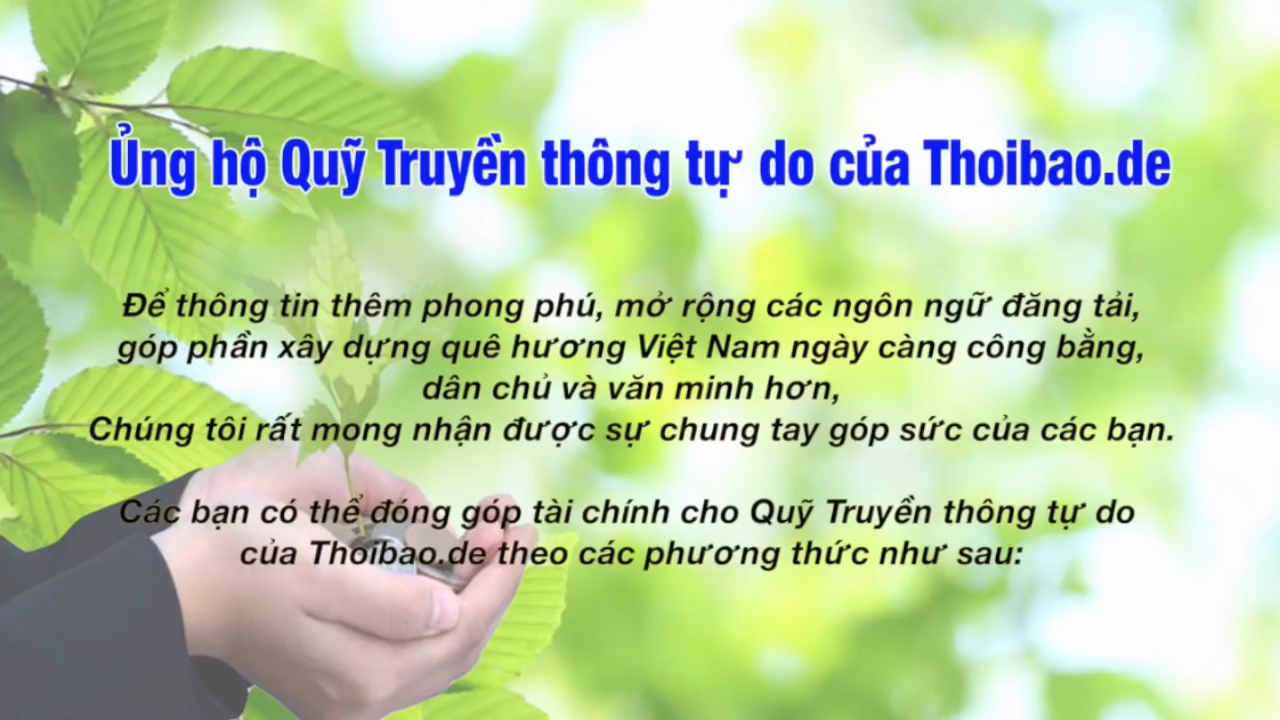 Ủng hộ Quỹ Truyền thông tự do của Thoibao.de
Để thông tin thêm phong phú, mở rộng các ngôn ngữ đăng tải,
góp phần xây dựng quê hương Việt Nam ngày càng công bằng,
dân chủ và văn minh hơn,
Chúng tôi rất mong nhận được sự chung tay góp sức của các bạn.
Các bạn có thể đóng góp tài chính cho Quỹ Truyền thông tự do
của Thoibao.de theo các phương thức như sau: